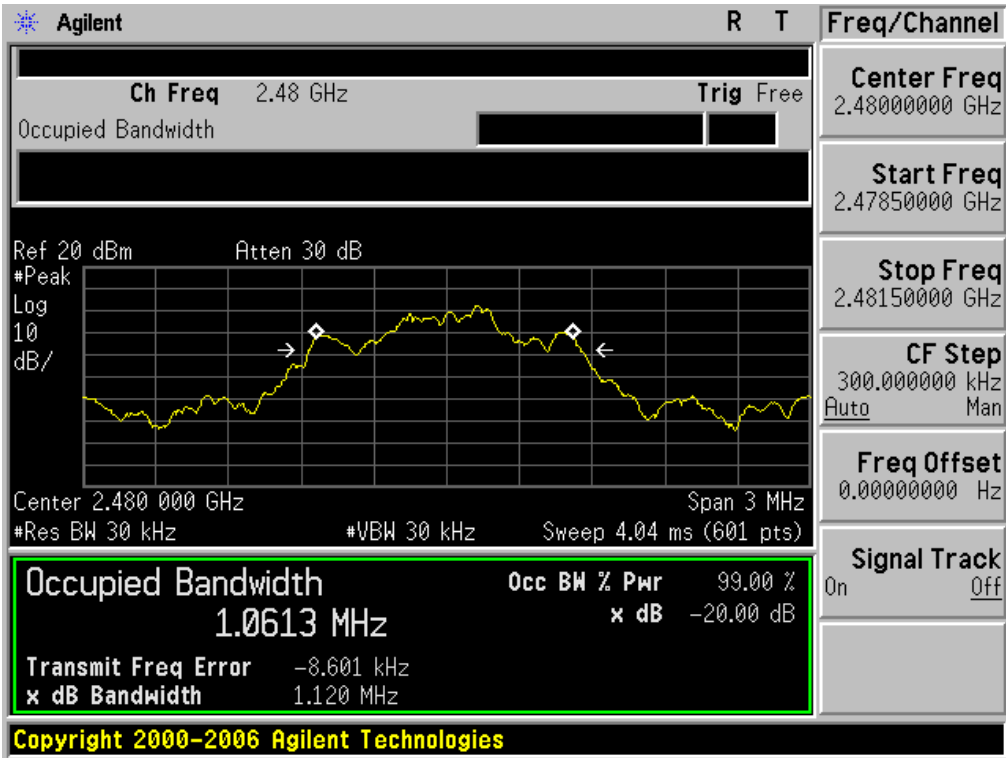 Agilent R T
Ch Freq 2.48 GHz Trig Free
Occupied Bandwidth
Ref 20 dBm Atten 30 dB
#Peak
Log
10
dB/
Center 2.480 000 GHz Span 3 MHz
#Res BW 30 kHz #VBW 30 kHz Sweep 4.04 ms (601 pts)
Occupied Bandwidth
1.0613 MHz
Occ BW % Pwr 99.00 %
x dB -20.00 dB
Transmit Freq Error -8.601 kHz
x dB Bandwidth 1.120 MHz
Copyright 2000-2006 Agilent Technologies
Freq/Channel
Center Freq
2.48000000 GHz
Start Freq
2.47850000 GHz
Stop Freq
2.48150000 GHz
CF Step
300.000000 kHz
Auto Man
Freq Offset
0.00000000 Hz
Signal Track
On Off